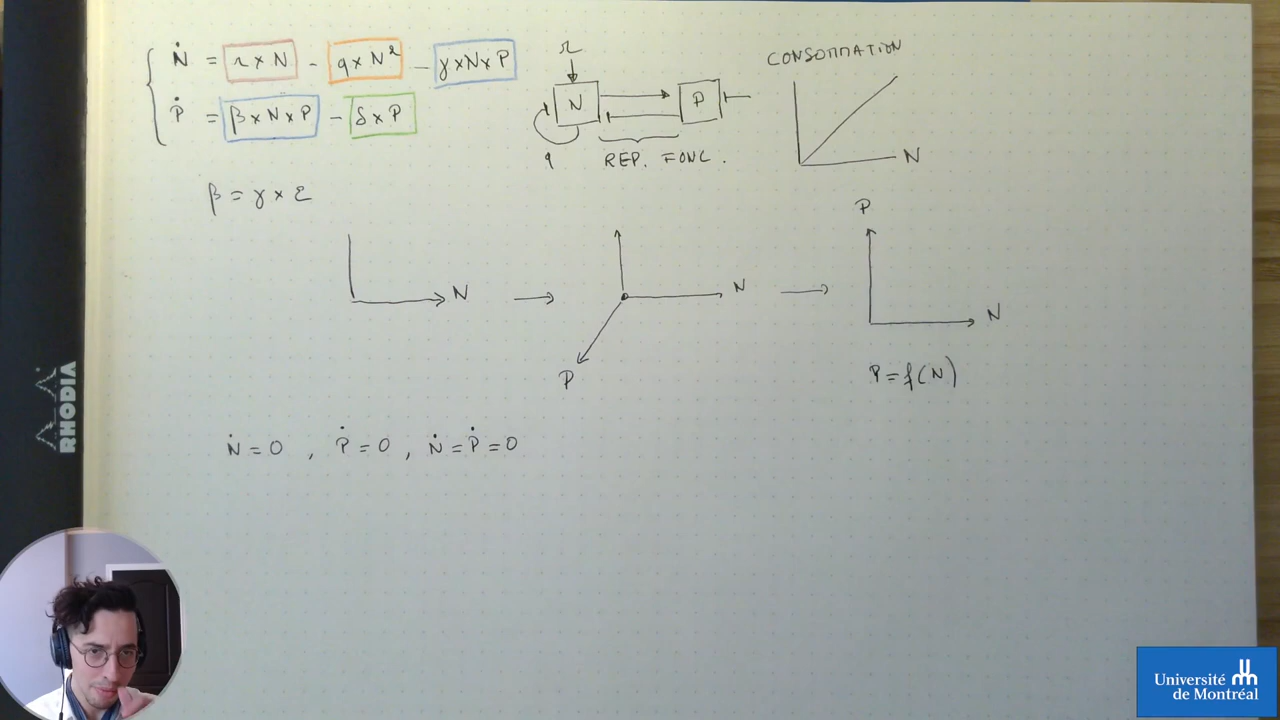 Ṅ = r × N - q × N² - γ × N × P
Ṗ = β × N × P - δ × P
β = γ × ε
r
N
P
q
REP. FONC.
CONSOMMATION
N
N
N
P
P
N
P = f(N)
Ṅ = 0 , Ṗ = 0 , Ṅ = Ṗ = 0
RHODIA
Université
de Montréal